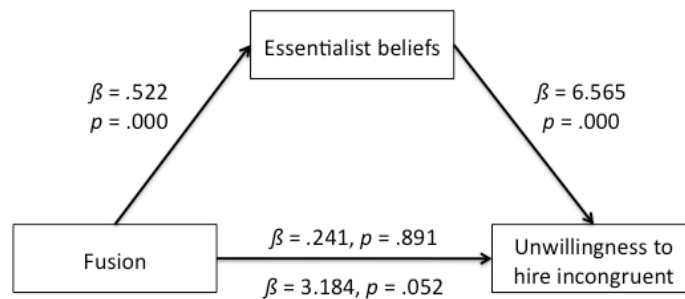 Essentialist beliefs
ß = .522
p = .000
ß = 6.565
p = .000
Fusion
ß = .241, p = .891
ß = 3.184, p = .052
Unwillingness to
hire incongruent